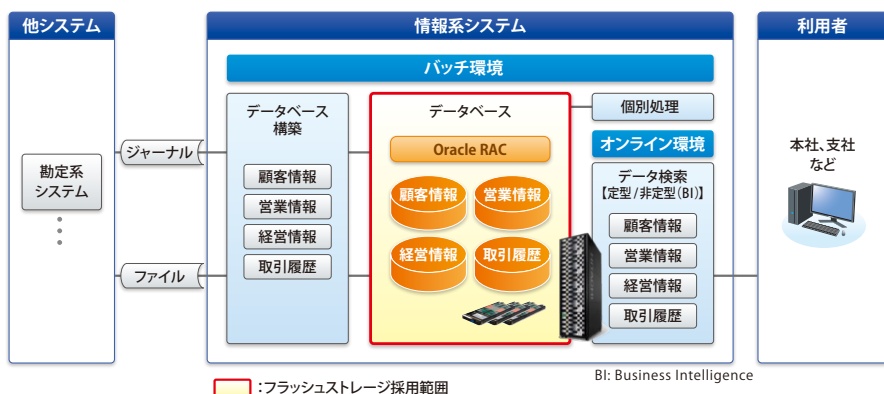 他システム
勘定系
システム
ジャーナル
ファイル
情報系システム
バッチ環境
データベース
構築
顧客情報
営業情報
経営情報
取引履歴
データベース
Oracle RAC
顧客情報
営業情報
経営情報
取引履歴
個別処理
オンライン環境
データ検索
【定型/非定型(BI)】
顧客情報
営業情報
経営情報
取引履歴
利用者
本社、支社
など
BI: Business Intelligence
:フラッシュストレージ採用範囲